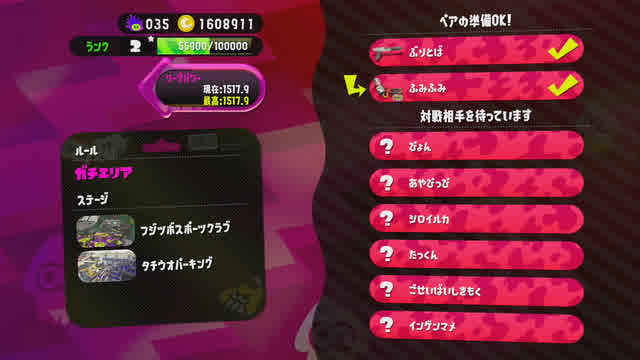 035 1608911
ランク 2 55900/100000
リーグパワー
現在:1517.9
最高:1517.9
ルール
ガチエリア
ステージ
フジツボスポーツクラブ
タチウオパーキング
ペアの準備OK!
ぷりとば
ふみふみ
対戦相手を待っています
? ぴょん
? あやぴっぴ
? シロイルカ
? たっくん
? ごせいばいしきもく
? インゲンマメ